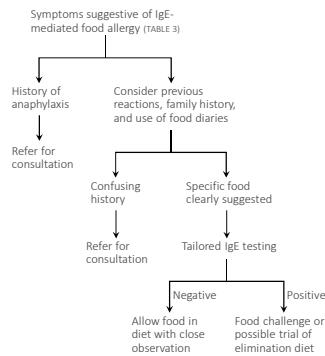 Symptoms suggestive of IgE-
mediated food allergy (TABLE 3)
History of
anaphylaxis
Consider previous
reactions, family history,
and use of food diaries
Refer for
consultation
Confusing
history
Specific food
clearly suggested
Refer for
consultation
Tailored IgE testing
Negative
Positive
Allow food in
diet with close
observation
Food challenge or
possible trial of
elimination diet